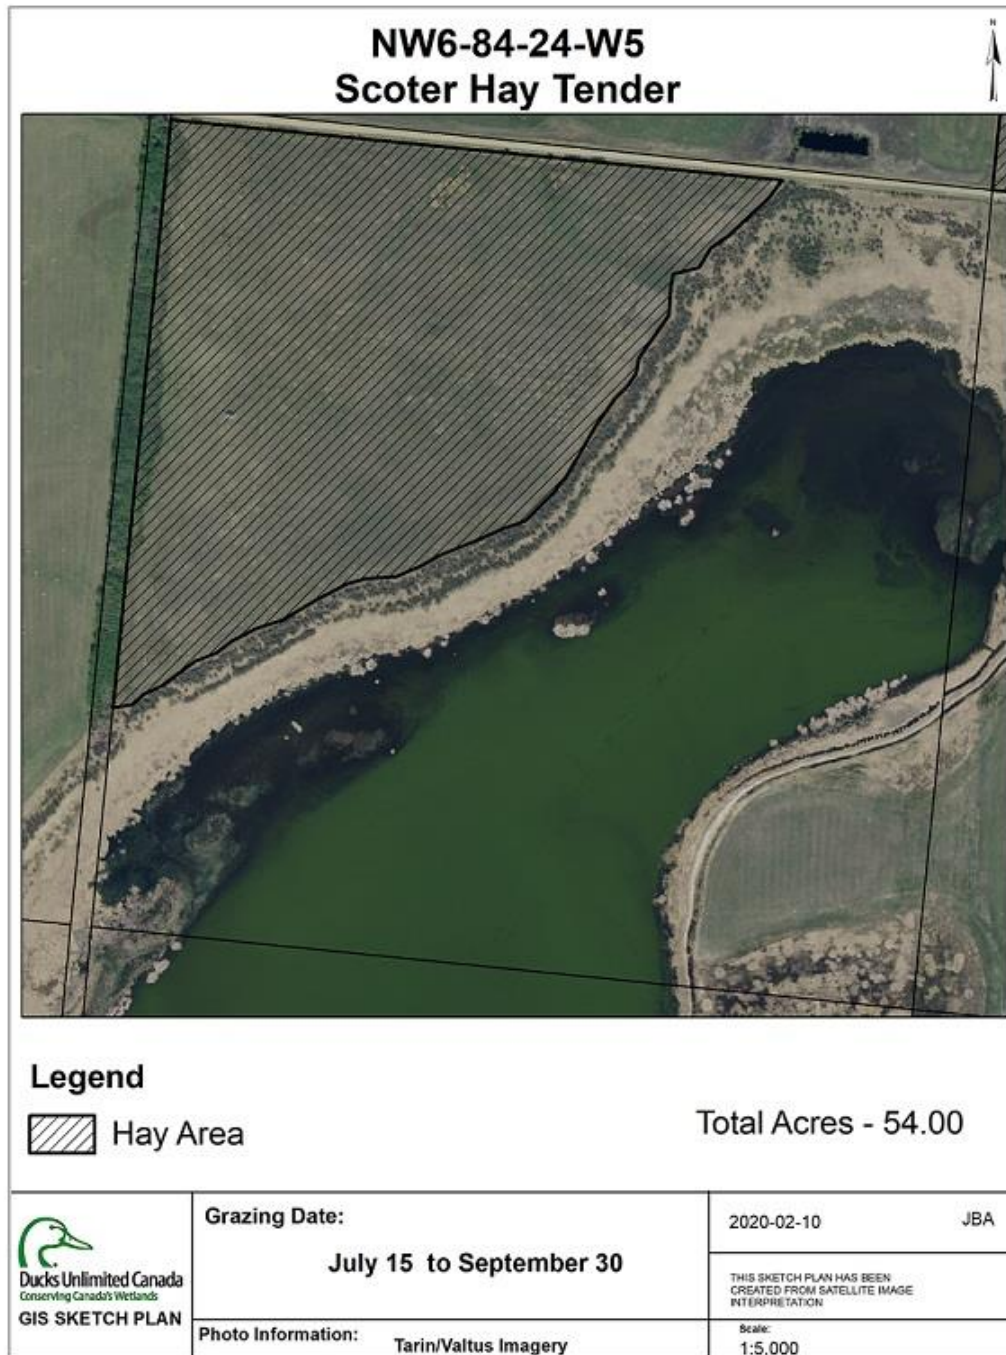 N
NW6-84-24-W5
Scoter Hay Tender
Legend
Hay Area
Total Acres - 54.00
Ducks Unlimited Canada
Conserving Canada's Wetlands
GIS SKETCH PLAN
Grazing Date:
July 15 to September 30
Photo Information:
Tarin/Valtus Imagery
2020-02-10 JBA
THIS SKETCH PLAN HAS BEEN
CREATED FROM SATELLITE IMAGE
INTERPRETATION
Scale:
1:5.000